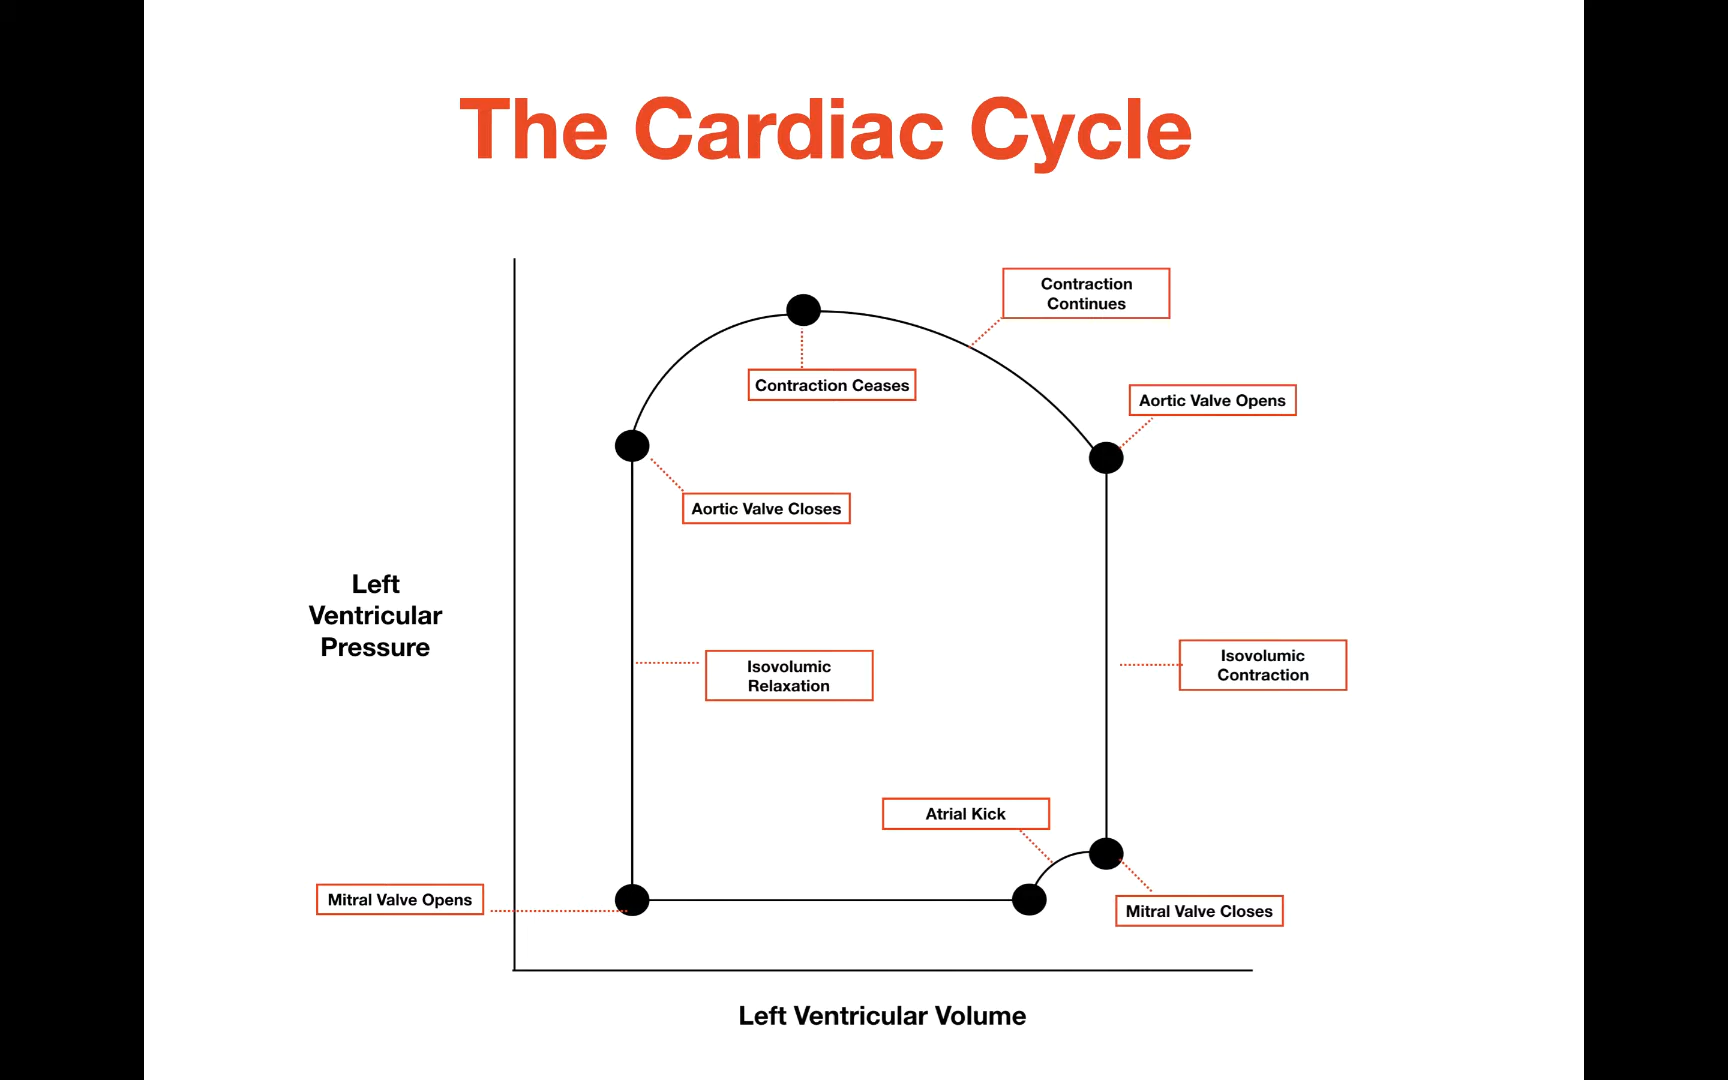 The Cardiac Cycle
Contraction
Continues
Contraction Ceases
Aortic Valve Opens
Aortic Valve Closes
Left
Ventricular
Pressure
Isovolumic
Relaxation
Isovolumic
Contraction
Atrial Kick
Mitral Valve Opens
Mitral Valve Closes
Left Ventricular Volume